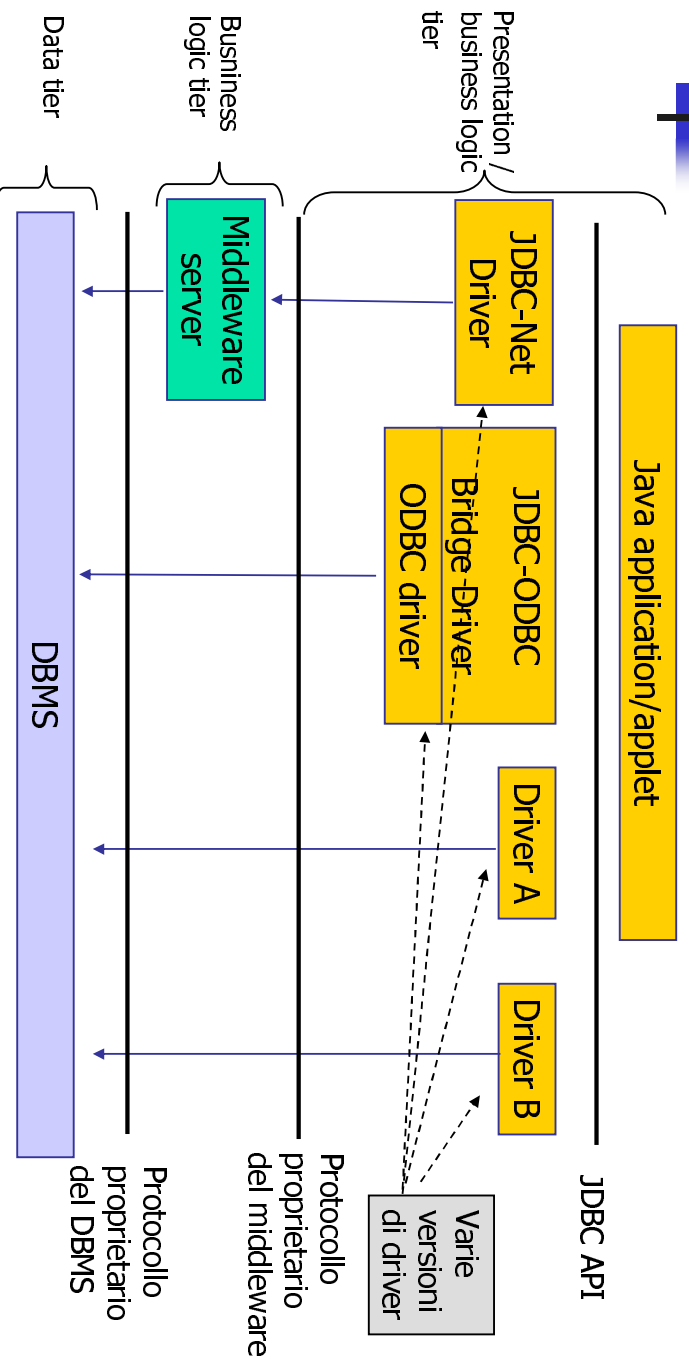 Java application/applet
JDBC API
Presentation /
business logic
tier
JDBC-Net
Driver
JDBC-ODBC
Bridge Driver
ODBC driver
Driver A
Driver B
Varie
versioni
di driver
Protocollo
proprietario
del middleware
Busniness
logic tier
Middleware
server
Protocollo
proprietario
del DBMS
Data tier
DBMS